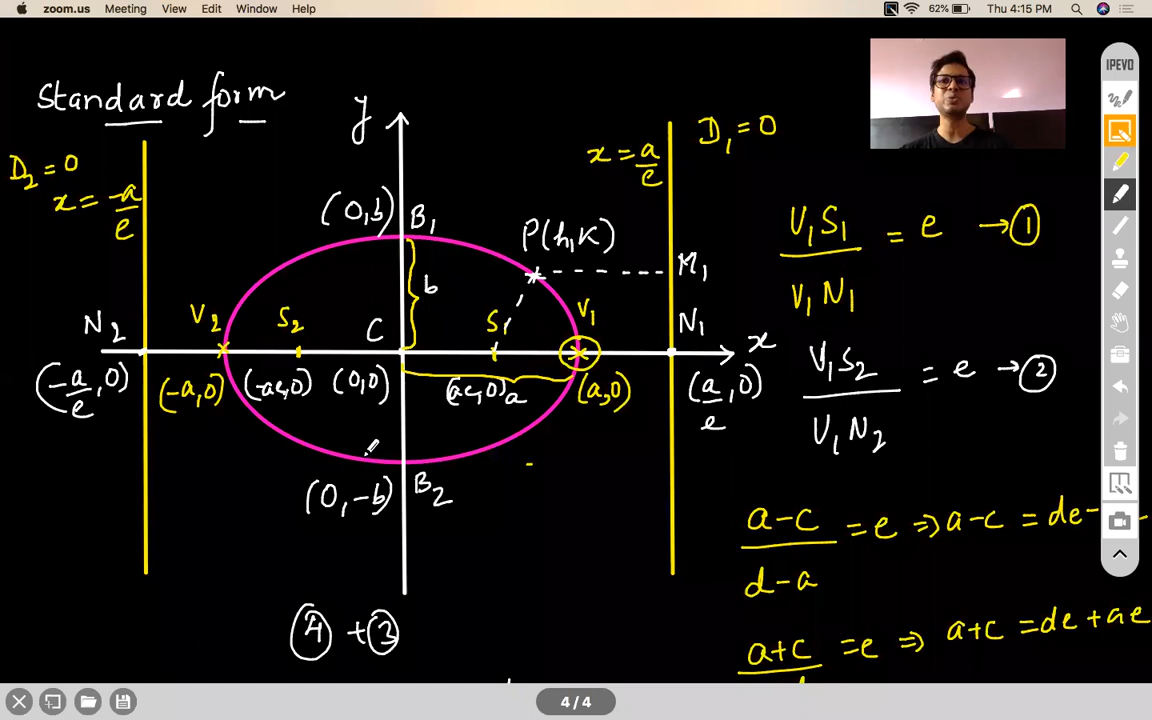 zoom.us Meeting View Edit Window Help 62% Thu 4:15 PM
IPEVO
Standard form
y
D₂=0
x = -a/e
x = a/e
D₁=0
(0,b) B₁
P(h,K)
M₁
b
V₁S₁/V₁N₁ = e → ①
N₂ V₂ S₂ C S₁ V₁ N₁ x
(-a/e,0) (-a,0) (-ae,0) (0,0) (ae,0) a (a,0) (a/e,0)
V₁S₂/V₁N₂ = e → ②
(0,-b) B₂
a-c/d-a = e ⇒ a-c = de-
a+c = e ⇒ a+c = de+ae
④ + ③
4/4